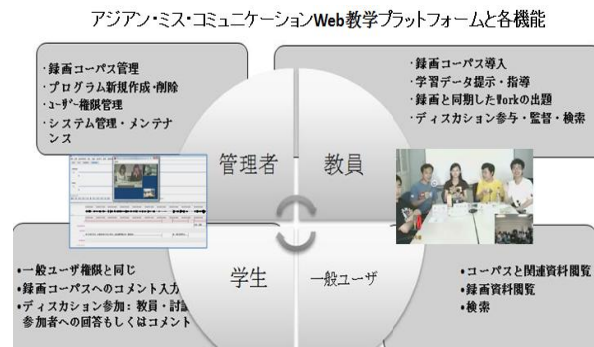 アジアン・ミス・コミュニケーションWeb教学プラットフォームと各機能
・録画コーパス管理
・プログラム新規作成・削除
・ユーザー権限管理
・システム管理・メンテナ
ンス
・録画コーパス導入
・学習データ提示・指導
・録画と同期したWorkの出題
・ディスカション参与・監督・検索
管理者
教員
学生
一般ユーザ
•一般ユーザ権限と同じ
•録画コーパスへのコメント入力
•ディスカション参加：教員・討論
参加者への回答もしくはコメント
•コーパスと関連資料閲覧
•録画資料閲覧
•検索